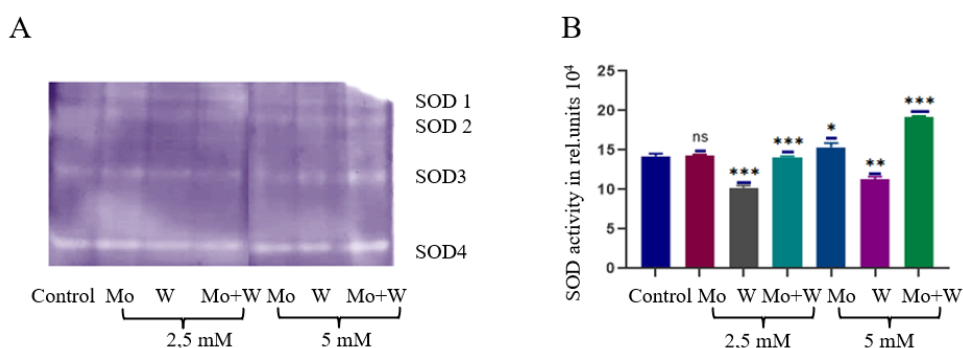 A
SOD 1
SOD 2
SOD3
SOD4
Control Mo W Mo+W Mo W Mo+W
2,5 mM 5 mM
B
SOD activity in rel.units 10⁴
25
20
15
10
5
0
ns
***
***
*
**
***
Control Mo W Mo+W Mo W Mo+W
2,5 mM 5 mM